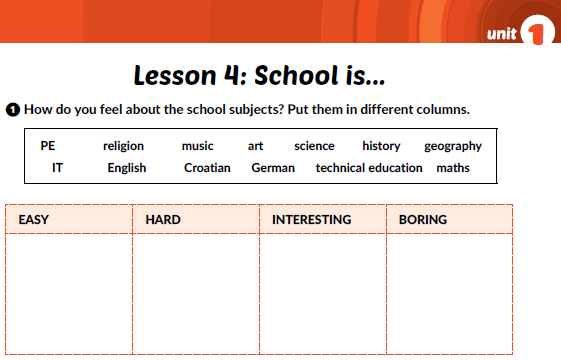 unit 1
Lesson 4: School is...
1 How do you feel about the school subjects? Put them in different columns.
PE religion music art science history geography
IT English Croatian German technical education maths
EASY HARD INTERESTING BORING